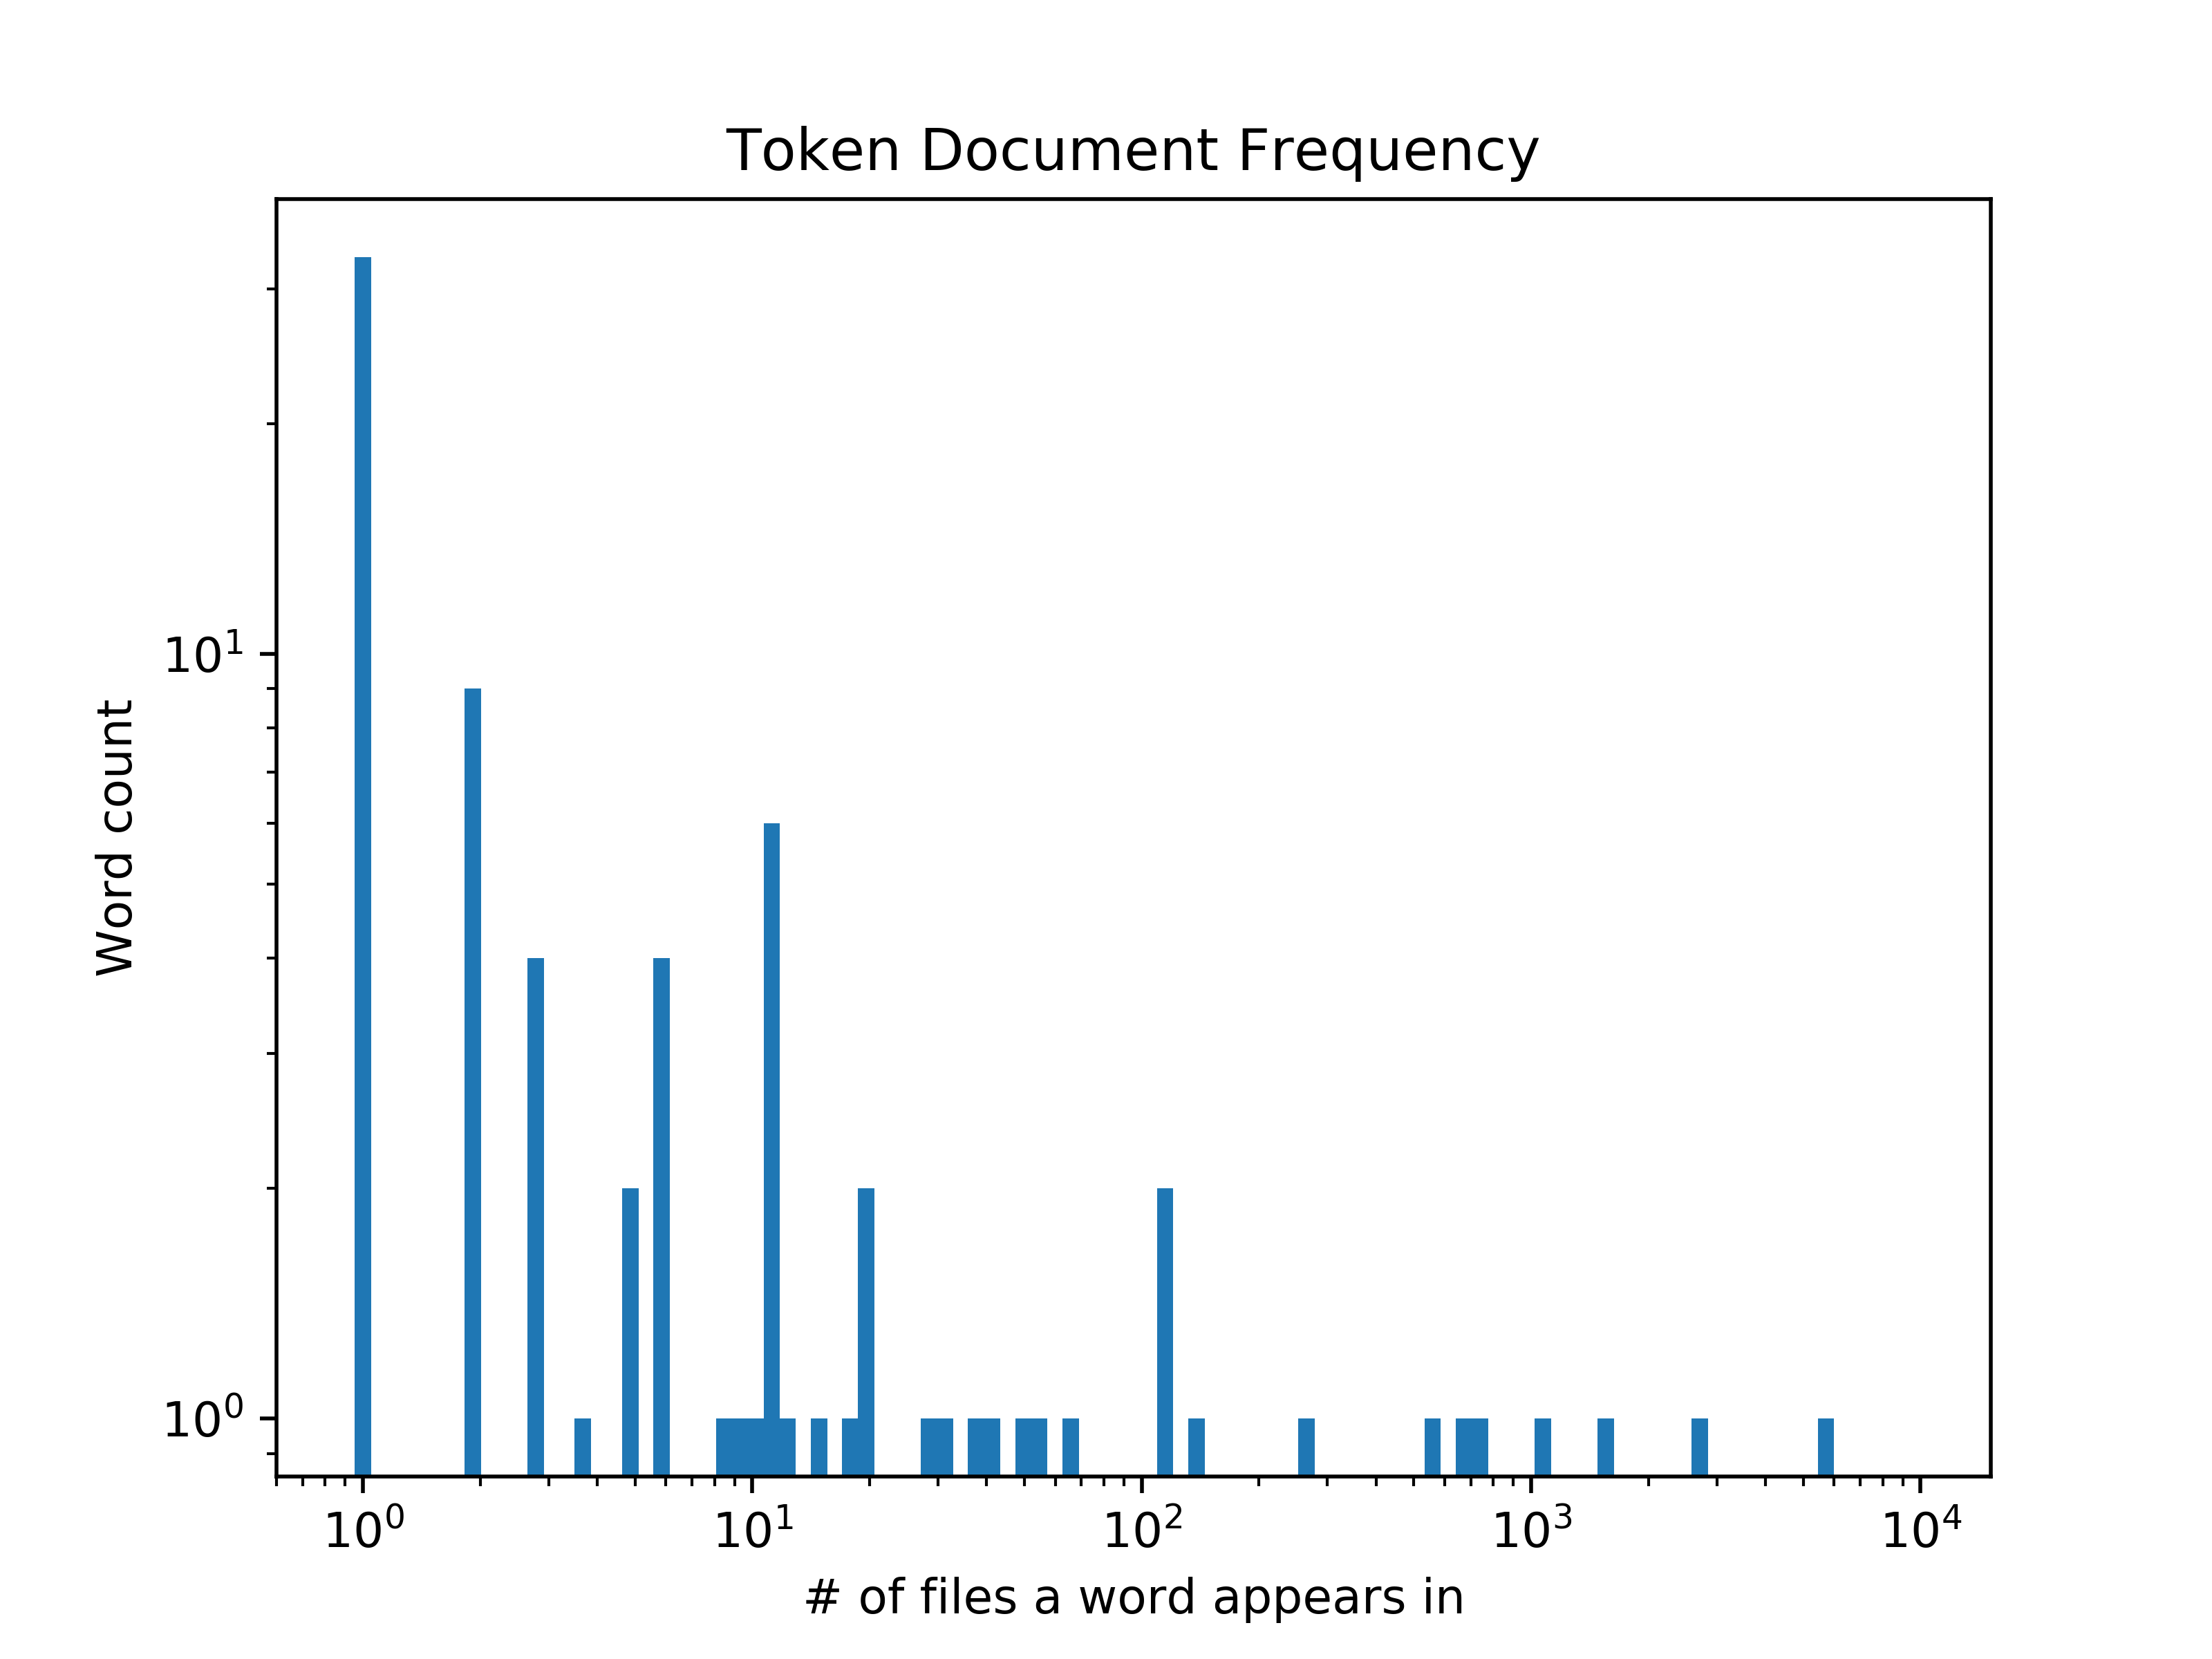 Token Document Frequency
Word count
10¹
10⁰
10⁰ 10¹ 10² 10³ 10⁴
# of files a word appears in